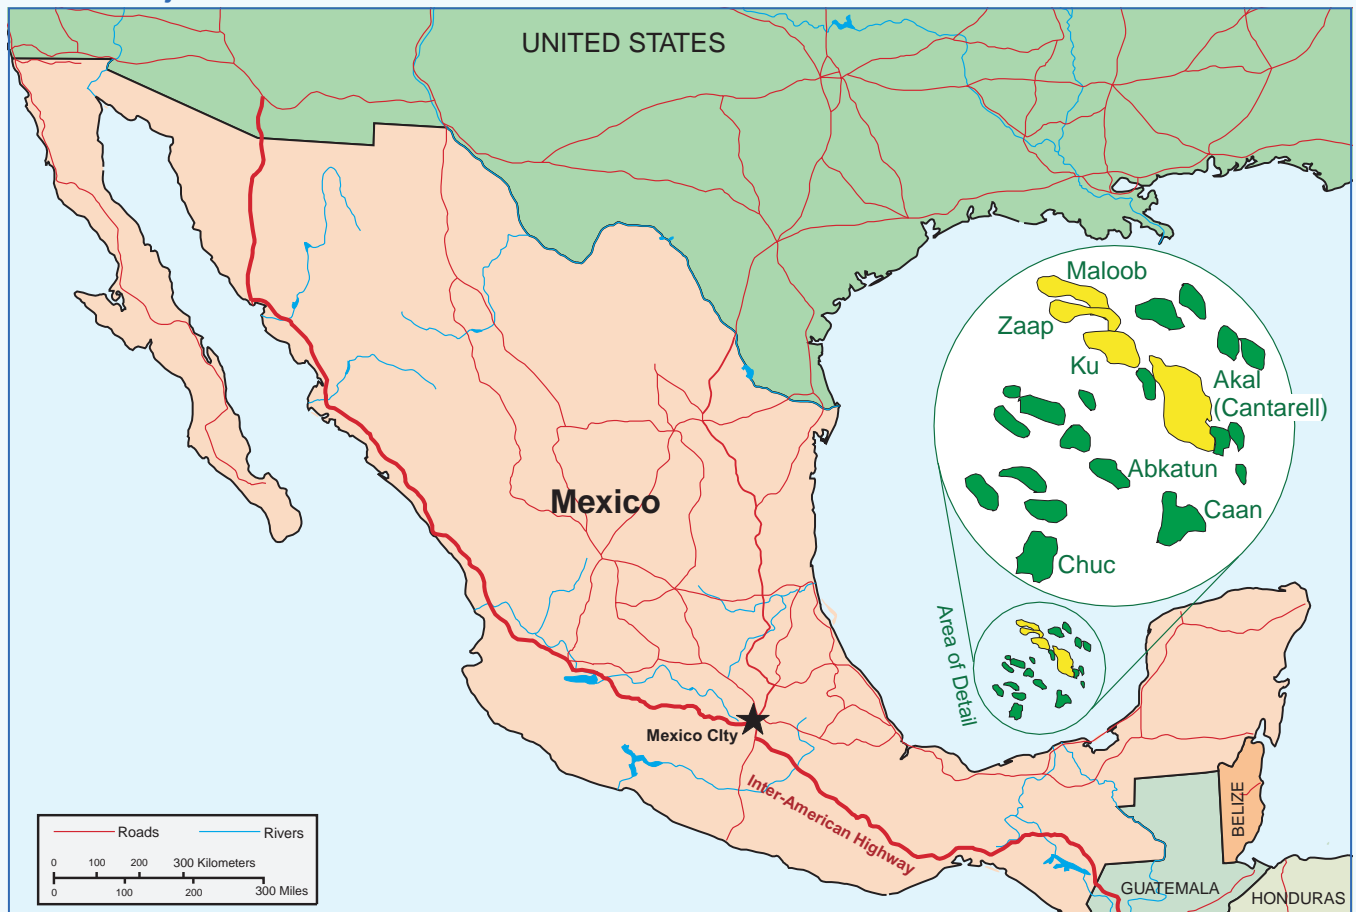 UNITED STATES
Maloob
Zaap
Ku
Akal
(Cantarell)
Abkatun
Caan
Chuc
Mexico
Area of Detail
Mexico CIty
Inter-American Highway
BELIZE
GUATEMALA
HONDURAS
Roads
Rivers
0 100 200 300 Kilometers
0 100 200 300 Miles